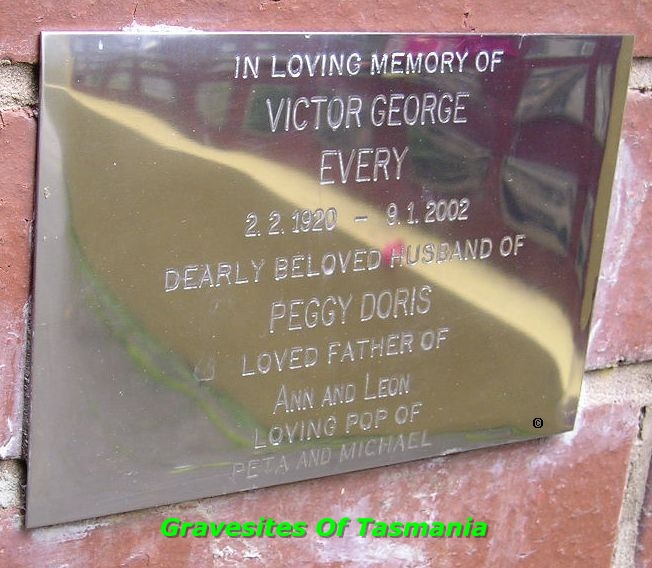 IN LOVING MEMORY OF
VICTOR GEORGE
EVERY
2. 2. 1920 - 9. 1. 2002
DEARLY BELOVED HUSBAND OF
PEGGY DORIS
LOVED FATHER OF
ANN AND LEON
LOVING POP OF
PETA AND MICHAEL
©
Gravesites Of Tasmania